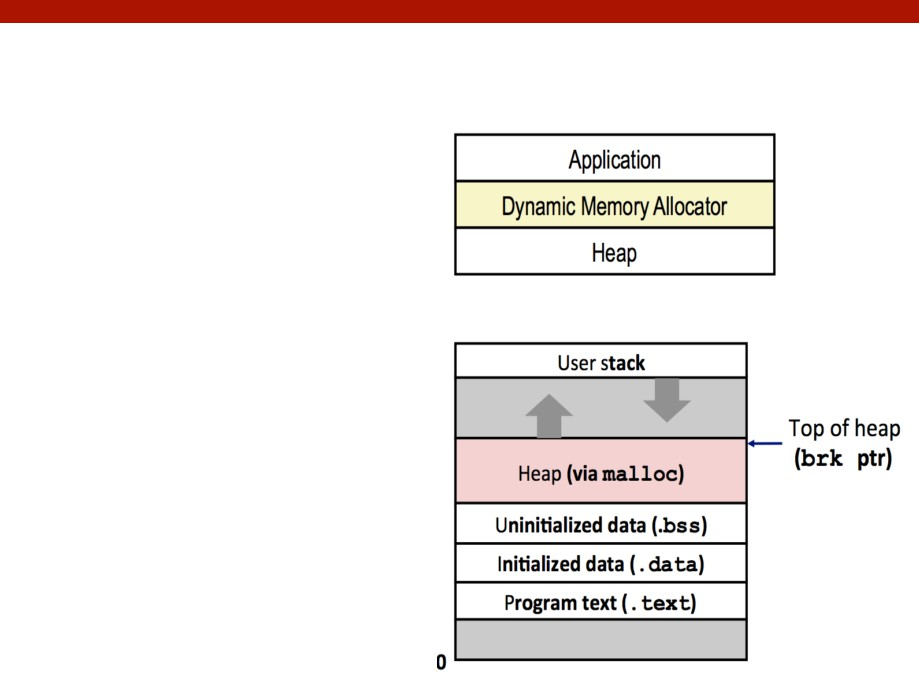 Application
Dynamic Memory Allocator
Heap
User stack
Top of heap
(brk ptr)
Heap (via malloc)
Uninitialized data (.bss)
Initialized data (.data)
Program text (.text)
0